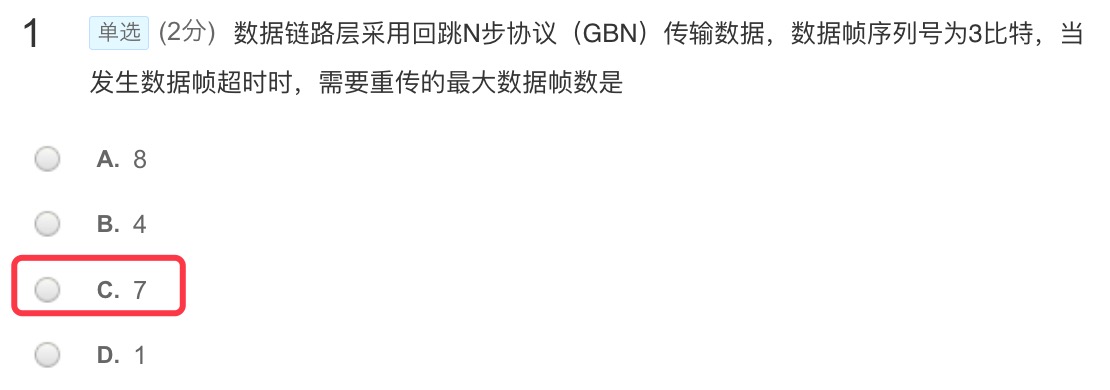 1 单选 (2分) 数据链路层采用回跳N步协议（GBN）传输数据，数据帧序列号为3比特，当
发生数据帧超时时，需要重传的最大数据帧数是
A. 8
B. 4
C. 7
D. 1